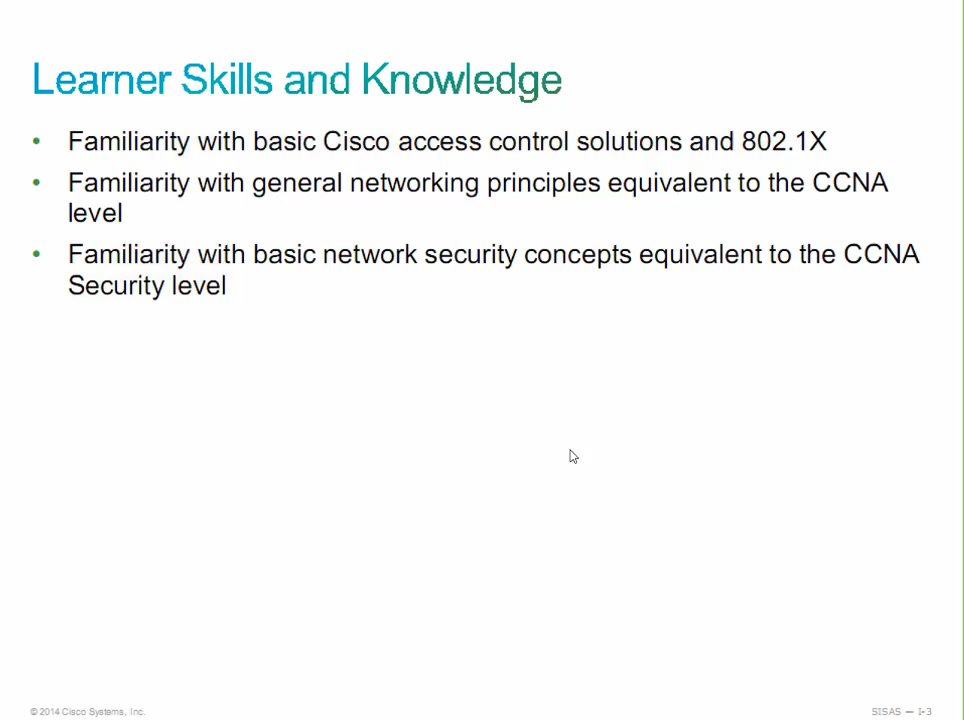 Learner Skills and Knowledge
• Familiarity with basic Cisco access control solutions and 802.1X
• Familiarity with general networking principles equivalent to the CCNA
level
• Familiarity with basic network security concepts equivalent to the CCNA
Security level
© 2014 Cisco Systems, Inc.
SISAS — I-3